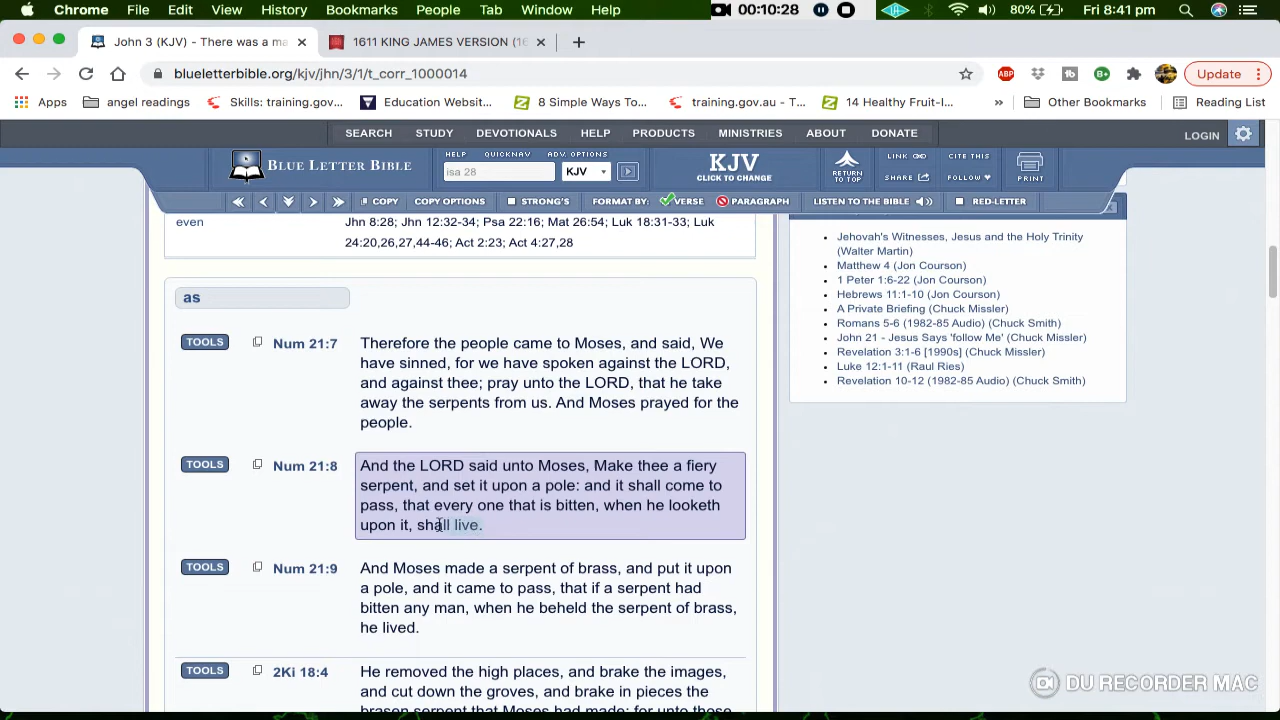 Chrome File Edit View History Bookmarks People Tab Window Help 00:10:28 80% Fri 8:41 pm
John 3 (KJV) - There was a ma × 1611 KING JAMES VERSION (16 × +
blueletterbible.org/kjv/jhn/3/1/t_corr_1000014 ABP Update
Apps angel readings Skills: training.gov... Education Websit... 8 Simple Ways To... training.gov.au - T... 14 Healthy Fruit-I... » Other Bookmarks Reading List
SEARCH STUDY DEVOTIONALS HELP PRODUCTS MINISTRIES ABOUT DONATE LOGIN
HELP QUICKNAV ADV. OPTIONS
BLUE LETTER BIBLE isa 28 KJV
KJV
CLICK TO CHANGE
RETURN TO TOP
LINK CITE THIS
SHARE FOLLOW PRINT
COPY OPTIONS STRONG'S FORMAT BY: VERSE PARAGRAPH LISTEN TO THE BIBLE RED-LETTER
even Jhn 8:28; Jhn 12:32-34; Psa 22:16; Mat 26:54; Luk 18:31-33; Luk
24:20,26,27,44-46; Act 2:23; Act 4:27,28
as
TOOLS Num 21:7 Therefore the people came to Moses, and said, We
have sinned, for we have spoken against the LORD,
and against thee; pray unto the LORD, that he take
away the serpents from us. And Moses prayed for the
people.
TOOLS Num 21:8 And the LORD said unto Moses, Make thee a fiery
serpent, and set it upon a pole: and it shall come to
pass, that every one that is bitten, when he looketh
upon it, shall live.
TOOLS Num 21:9 And Moses made a serpent of brass, and put it upon
a pole, and it came to pass, that if a serpent had
bitten any man, when he beheld the serpent of brass,
he lived.
TOOLS 2Ki 18:4 He removed the high places, and brake the images,
and cut down the groves, and brake in pieces the
brasen serpent that Moses had made: for unto those
Jehovah's Witnesses, Jesus and the Holy Trinity
(Walter Martin)
Matthew 4 (Jon Courson)
1 Peter 1:6-22 (Jon Courson)
Hebrews 11:1-10 (Jon Courson)
A Private Briefing (Chuck Missler)
Romans 5-6 (1982-85 Audio) (Chuck Smith)
John 21 - Jesus Says 'follow Me' (Chuck Missler)
Revelation 3:1-6 [1990s] (Chuck Missler)
Luke 12:1-11 (Raul Ries)
Revelation 10-12 (1982-85 Audio) (Chuck Smith)
DU RECORDER MAC